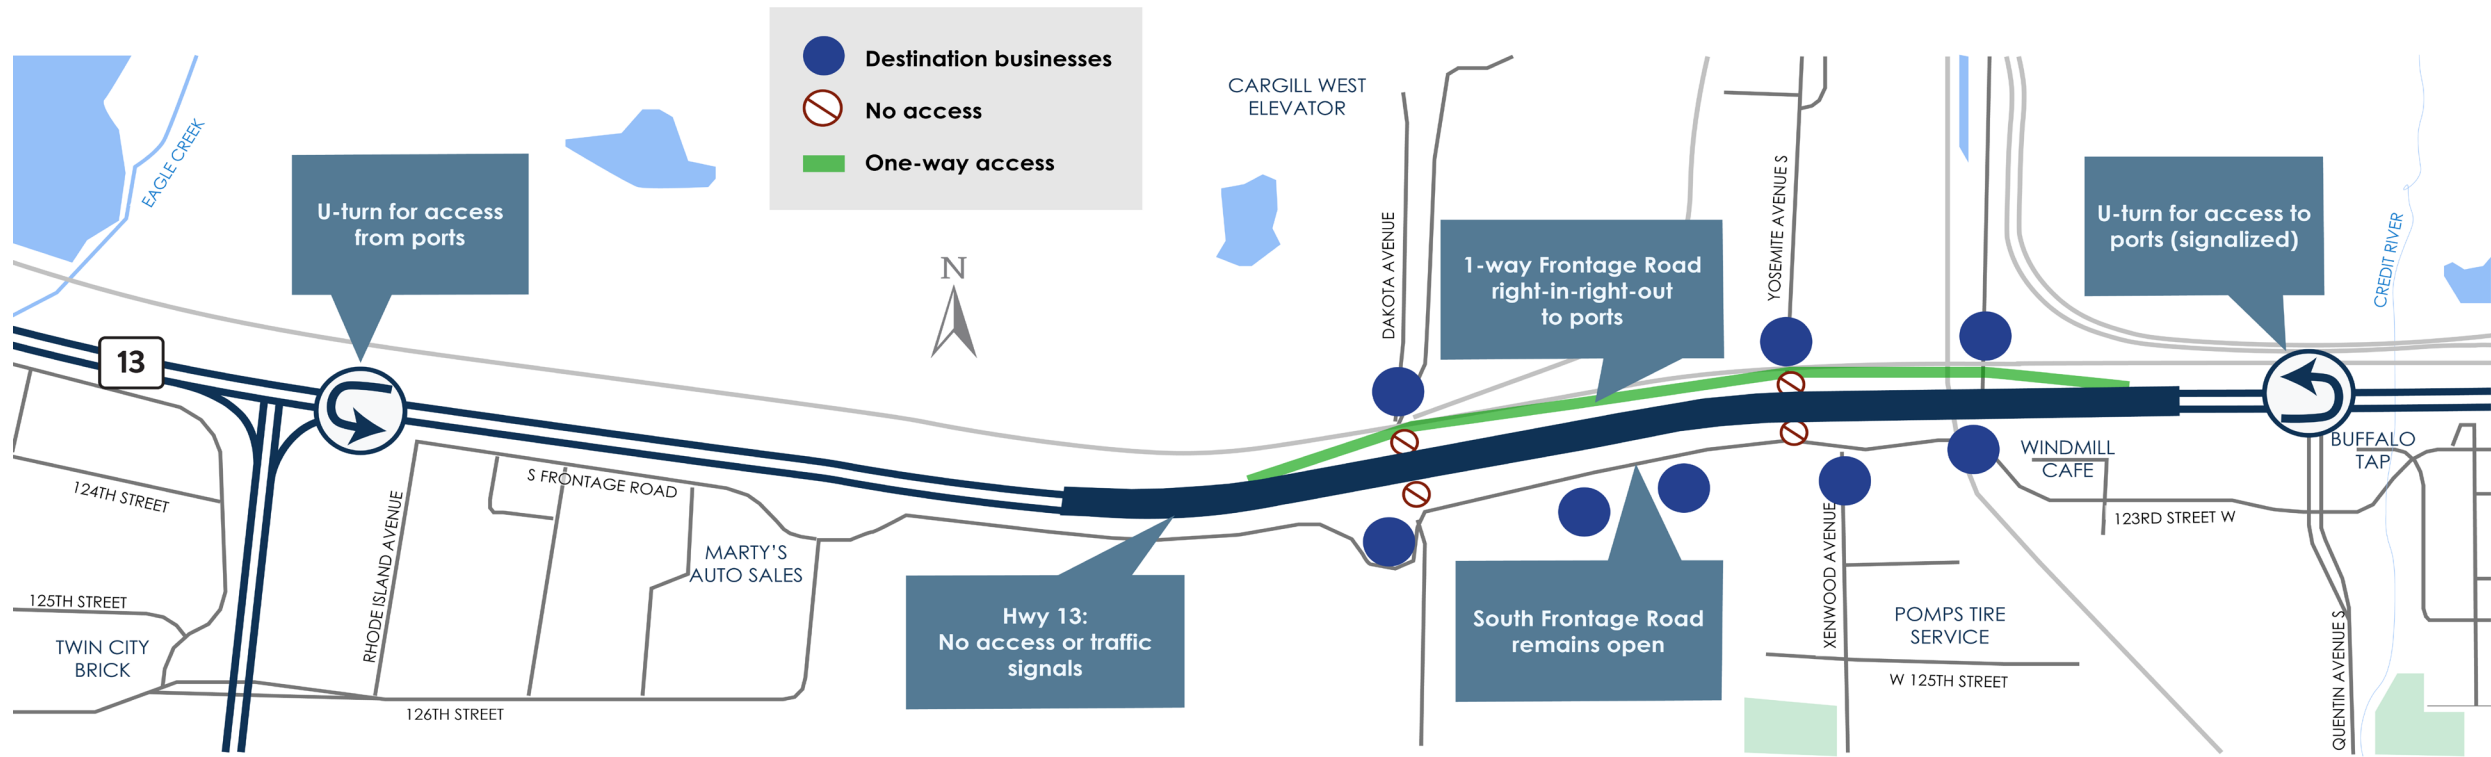 Destination businesses
No access
One-way access
CARGILL WEST
ELEVATOR
EAGLE CREEK
U-turn for access
from ports
N
DAKOTA AVENUE
1-way Frontage Road
right-in-right-out
to ports
YOSEMITE AVENUE S
U-turn for access to
ports (signalized)
CREDIT RIVER
13
124TH STREET
S FRONTAGE ROAD
RHODE ISLAND AVENUE
MARTY'S
AUTO SALES
125TH STREET
TWIN CITY
BRICK
126TH STREET
Hwy 13:
No access or traffic
signals
South Frontage Road
remains open
XENWOOD AVENUE
WINDMILL
CAFE
BUFFALO
TAP
123RD STREET W
POMPS TIRE
SERVICE
W 125TH STREET
QUENTIN AVENUE S